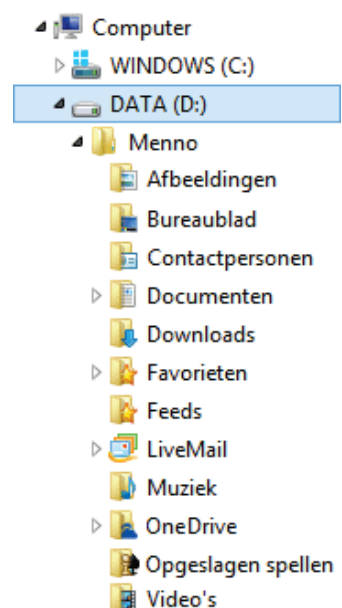 Computer
WINDOWS (C:)
DATA (D:)
Menno
Afbeeldingen
Bureaublad
Contactpersonen
Documenten
Downloads
Favorieten
Feeds
LiveMail
Muziek
OneDrive
Opgeslagen spellen
Video's